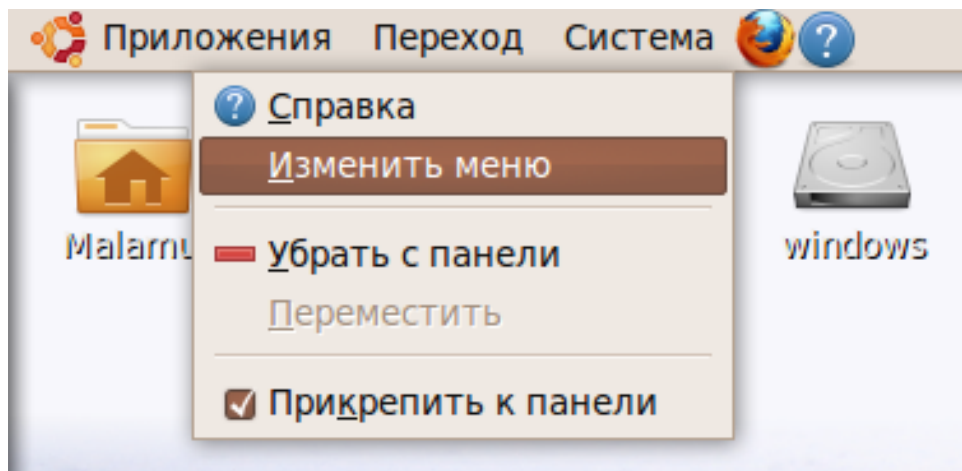 Приложения Переход Система
Справка
Изменить меню
Убрать с панели
Переместить
Прикрепить к панели
windows